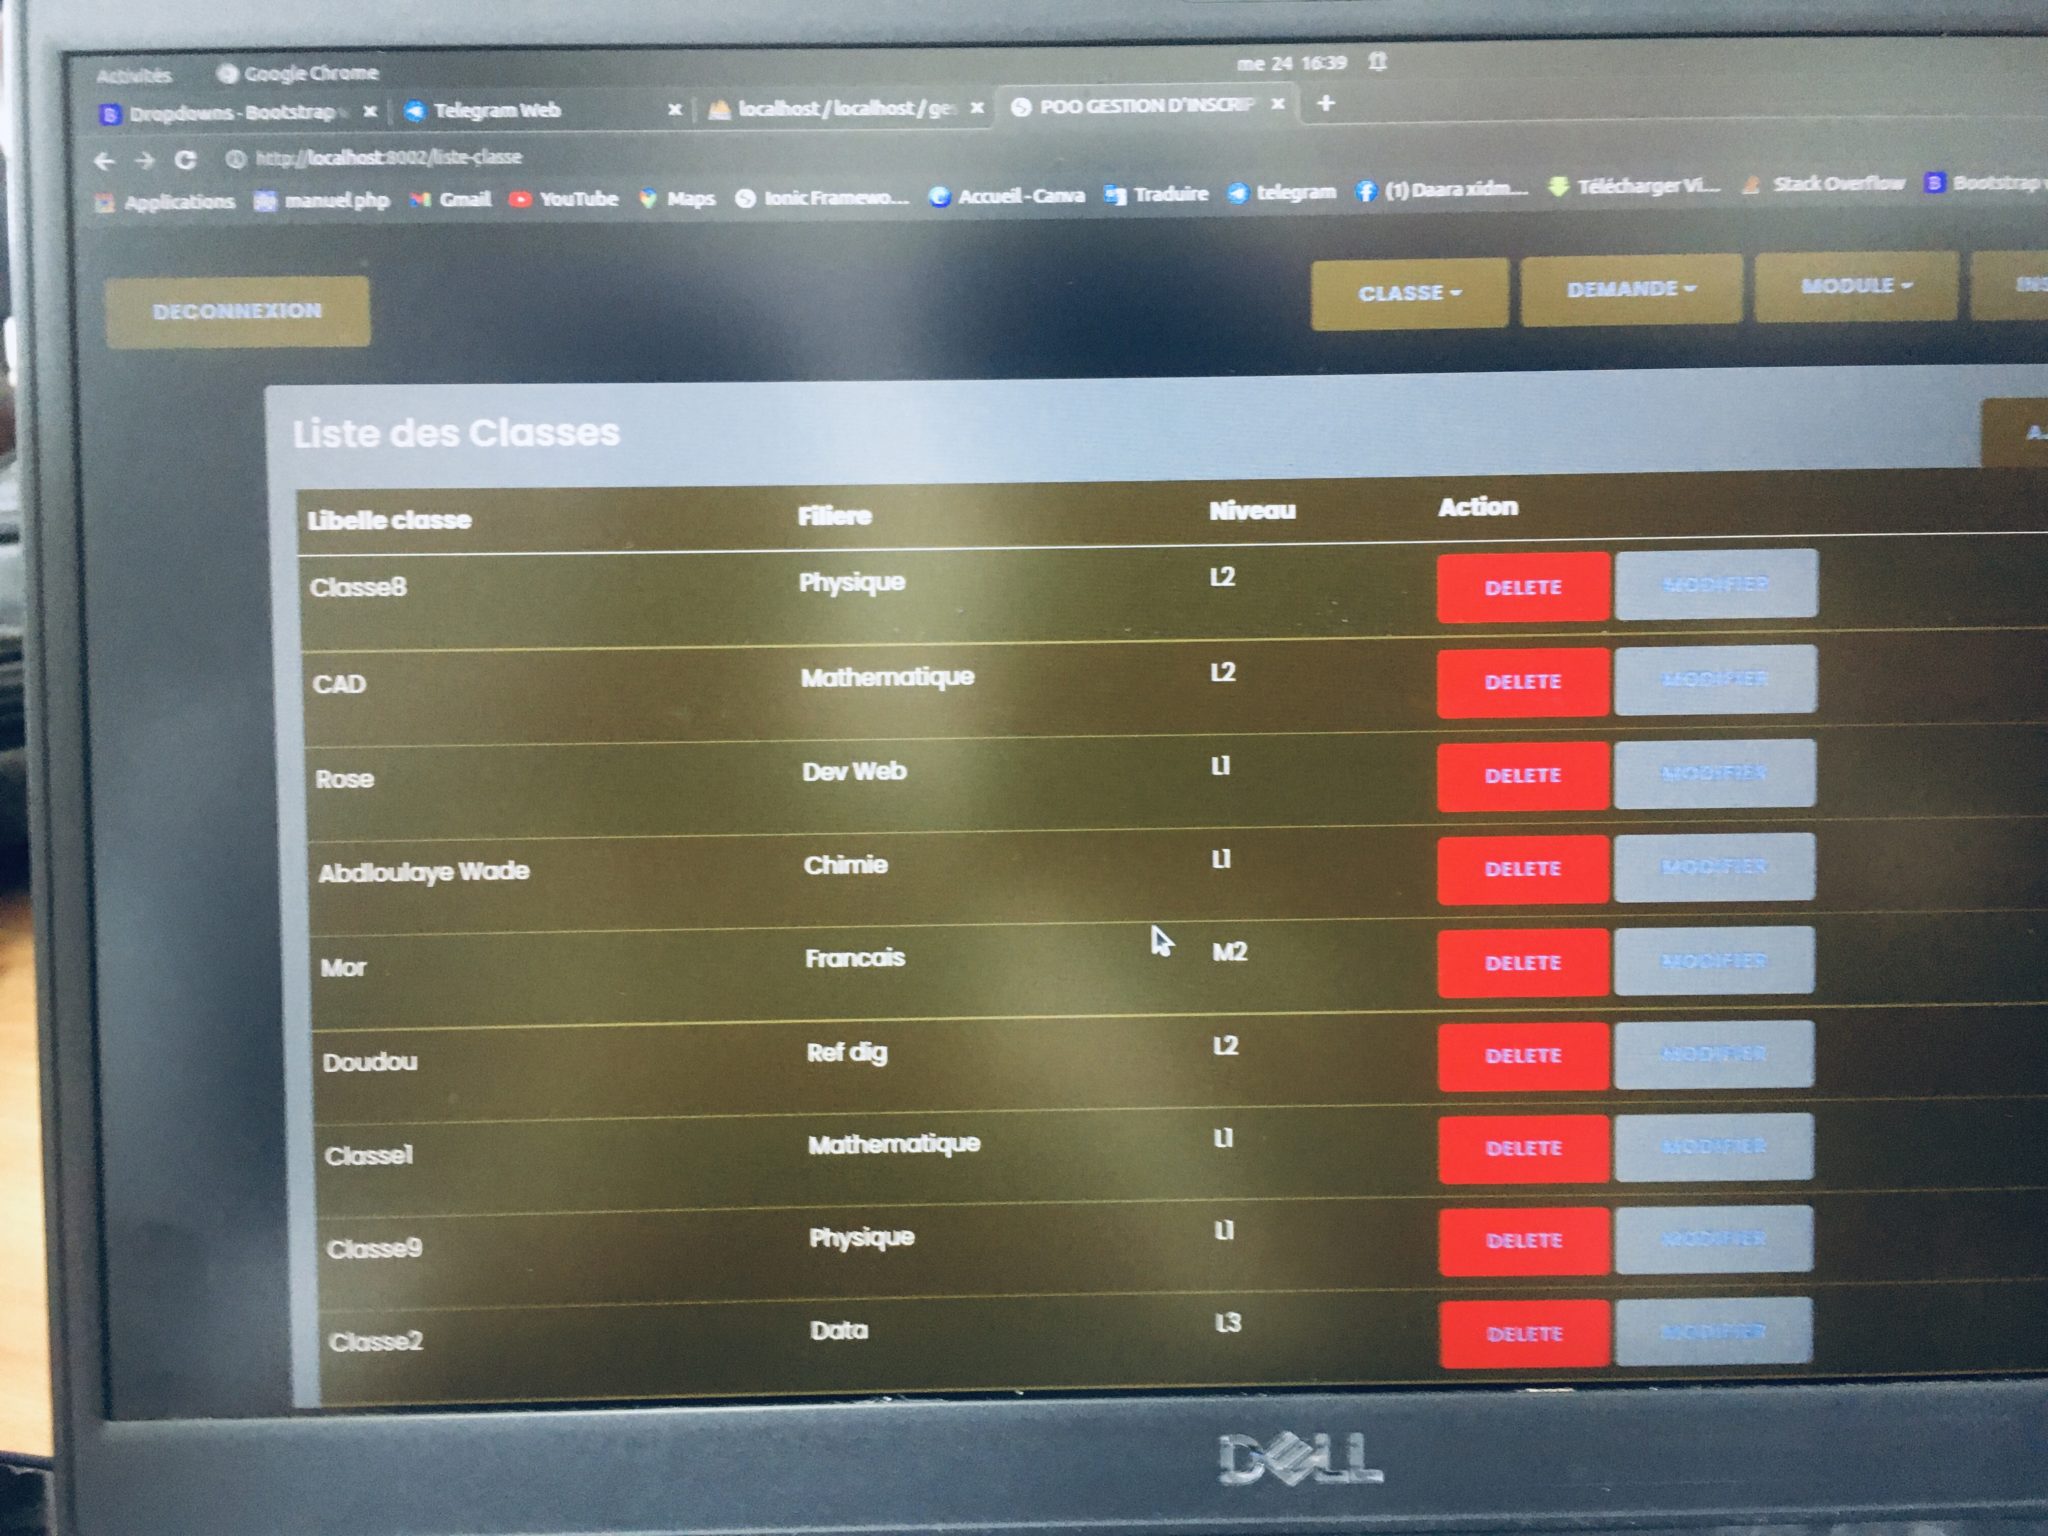 Activités Google Chrome me 24 16:39
Dropdowns - Bootstrap Telegram Web localhost / localhost / ges POO GESTION D'INSCRIP
http://localhost:8002/liste-classe
Applications manuel php Gmail YouTube Maps Ionic Framewo... Accueil - Canva Traduire telegram (1) Daara xidm... Télécharger Vi... Stack Overflow Bootstrap
DECONNEXION CLASSE DEMANDE MODULE INS
Liste des Classes
Libelle classe Filiere Niveau Action
Classe8 Physique L2 DELETE MODIFIER
CAD Mathematique L2 DELETE MODIFIER
Rose Dev Web L1 DELETE MODIFIER
Abdloulaye Wade Chimie L1 DELETE MODIFIER
Mor Francais M2 DELETE MODIFIER
Doudou Ref dig L2 DELETE MODIFIER
Classe1 Mathematique L1 DELETE MODIFIER
Classe9 Physique L1 DELETE MODIFIER
Classe2 Data L3 DELETE MODIFIER
DELL